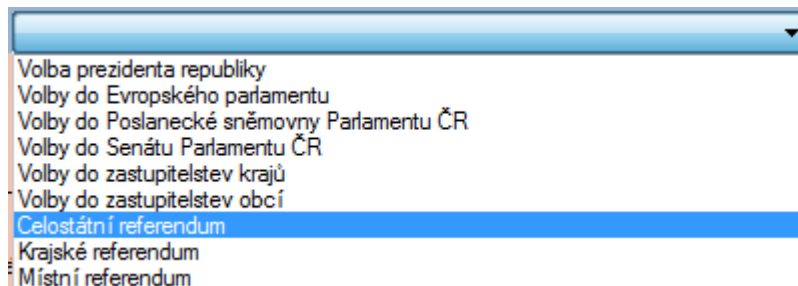 Volba prezidenta republiky
Volby do Evropského parlamentu
Volby do Poslanecké sněmovny Parlamentu ČR
Volby do Senátu Parlamentu ČR
Volby do zastupitelstev krajů
Volby do zastupitelstev obcí
Celostátní referendum
Krajské referendum
Místní referendum